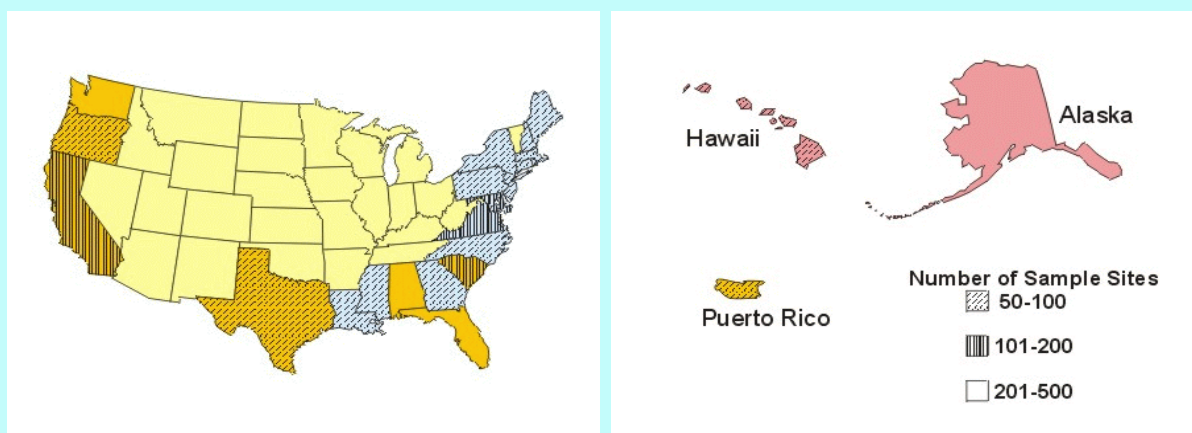 Hawaii
Alaska
Puerto Rico
Number of Sample Sites
50-100
101-200
201-500